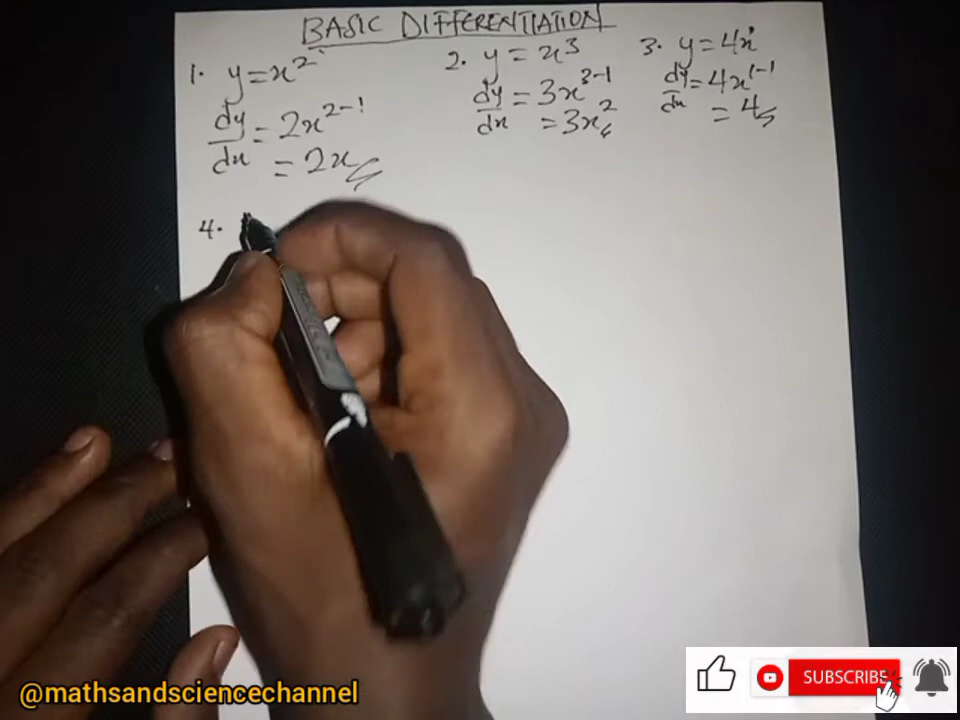 BASIC DIFFERENTIATION
1. y = x²
dy/dx = 2x²⁻¹
= 2x
2. y = x³
dy/dx = 3x³⁻¹
= 3x²
3. y = 4x¹
dy/dx = 4x¹⁻¹
= 4
4.
@mathsandsciencechannel
SUBSCRIBE